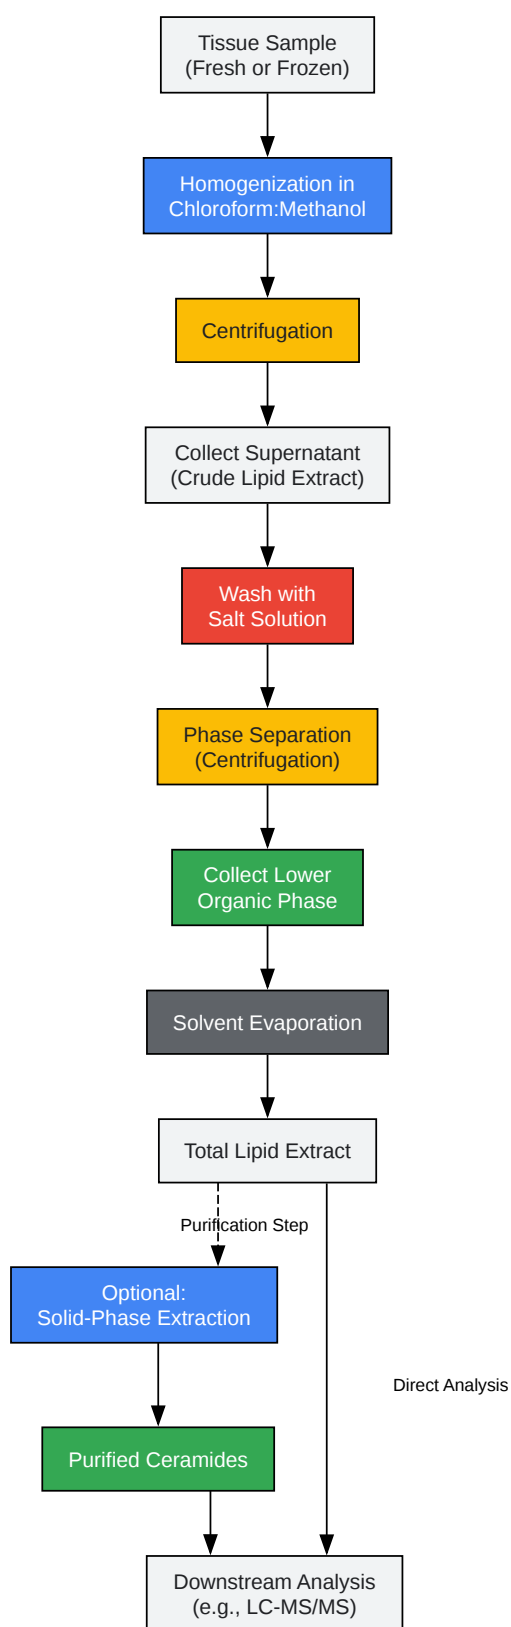 Tissue Sample
(Fresh or Frozen)
Homogenization in
Chloroform:Methanol
Centrifugation
Collect Supernatant
(Crude Lipid Extract)
Wash with
Salt Solution
Phase Separation
(Centrifugation)
Collect Lower
Organic Phase
Solvent Evaporation
Total Lipid Extract
Purification Step
Optional:
Solid-Phase Extraction
Direct Analysis
Purified Ceramides
Downstream Analysis
(e.g., LC-MS/MS)